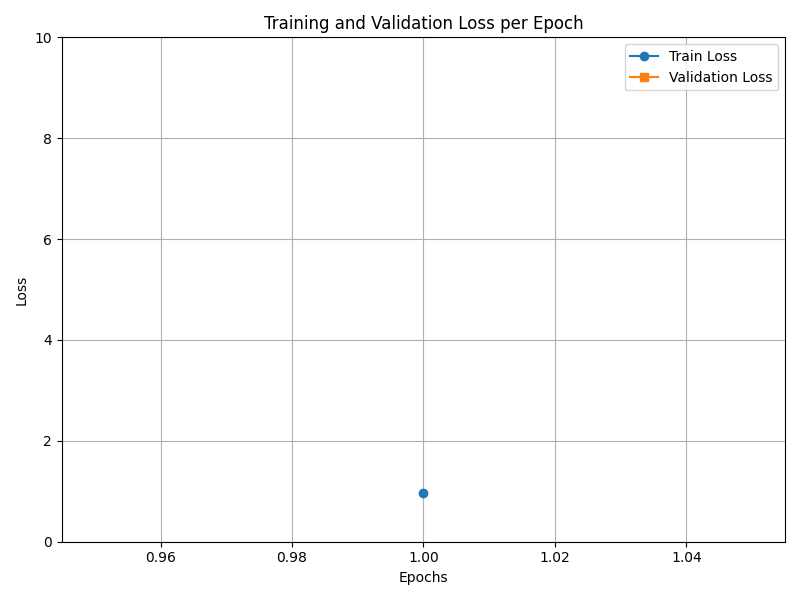 Training and Validation Loss per Epoch
Train Loss
Validation Loss
10
8
6
4
2
0
Loss
0.96
0.98
1.00
1.02
1.04
Epochs